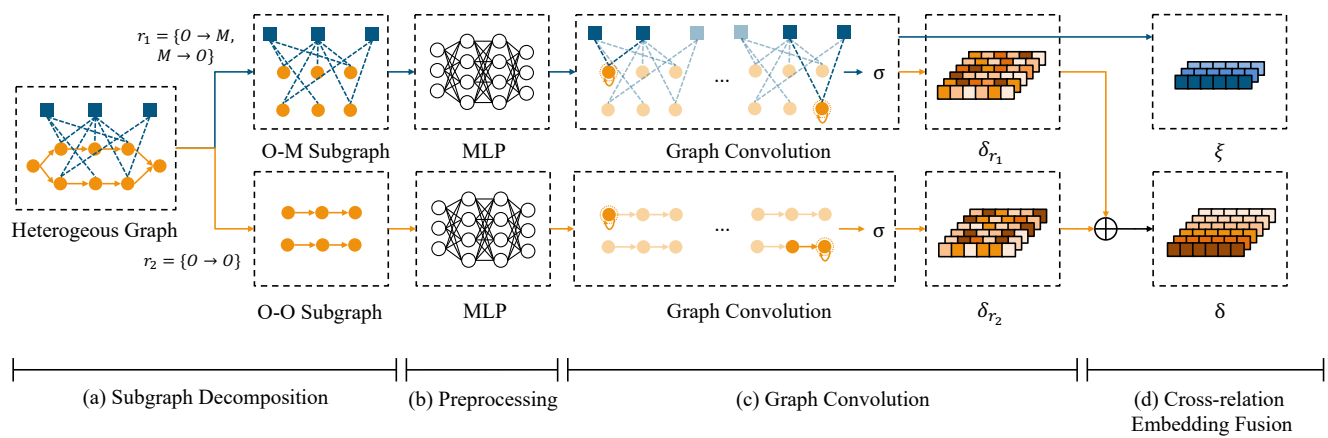 r₁ = {O → M,
M → O}
Heterogeous Graph
r₂ = {O → O}
O-M Subgraph
MLP
...
σ
Graph Convolution
δ_{r₁}
ξ
O-O Subgraph
MLP
...
σ
Graph Convolution
δ_{r₂}
δ
(a) Subgraph Decomposition
(b) Preprocessing
(c) Graph Convolution
(d) Cross-relation
Embedding Fusion